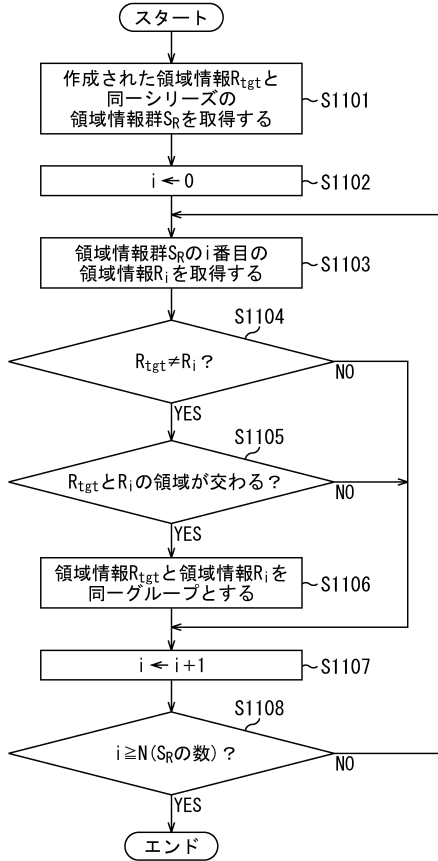 スタート
作成された領域情報Rtgtと
同一シリーズの
領域情報群SRを取得する
S1101
i←0
S1102
領域情報群SRのi番目の
領域情報Riを取得する
S1103
S1104
Rtgt≠Ri?
NO
YES
S1105
RtgtとRiの領域が交わる?
NO
YES
領域情報Rtgtと領域情報Riを
同一グループとする
S1106
i←i+1
S1107
S1108
i≧N(SRの数)?
NO
YES
エンド